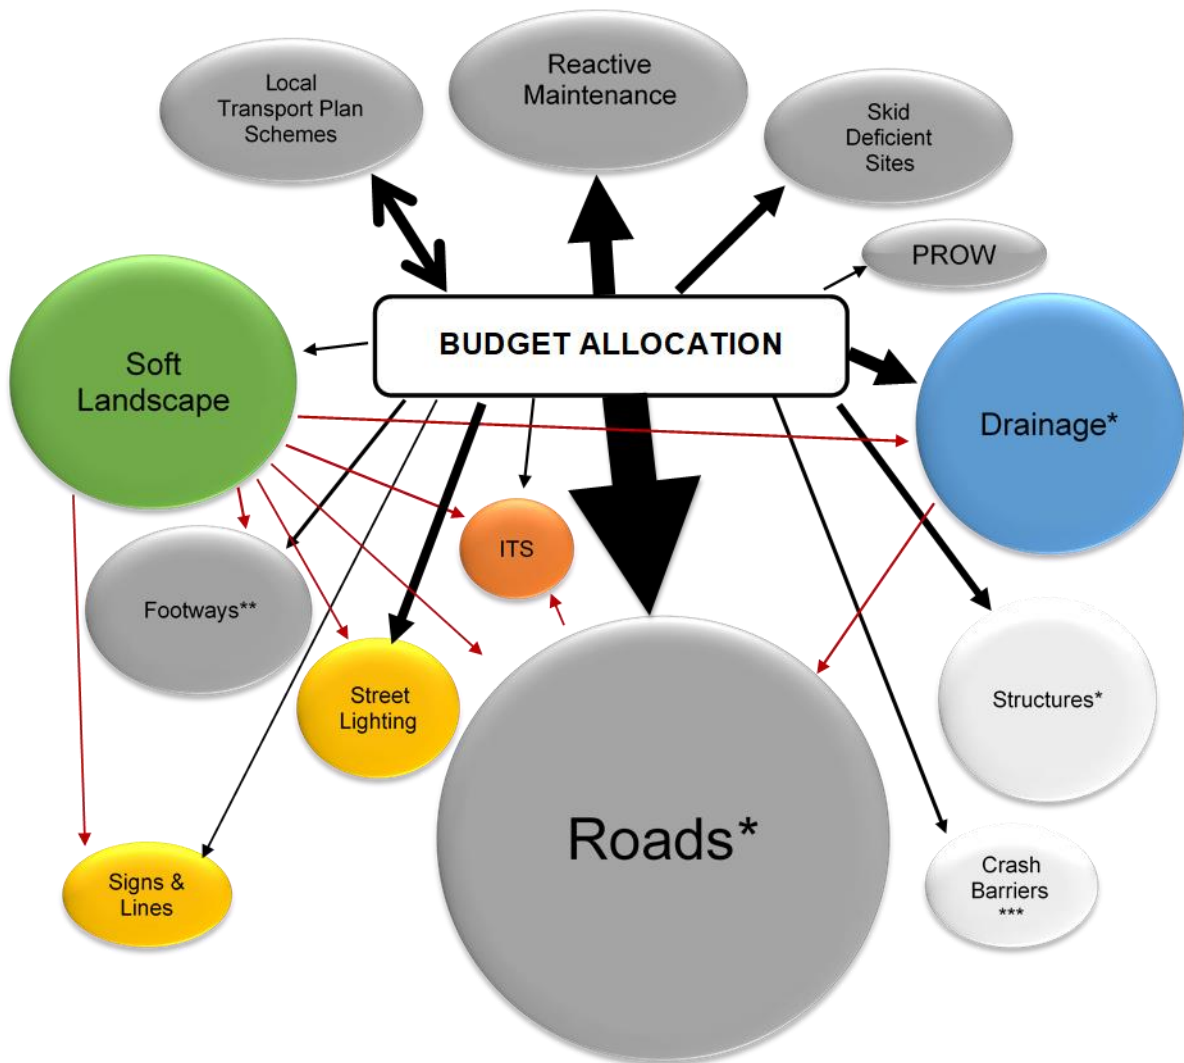 Local
Transport Plan
Schemes
Reactive
Maintenance
Skid
Deficient
Sites
PROW
BUDGET ALLOCATION
Soft
Landscape
Drainage*
ITS
Footways**
Street
Lighting
Structures*
Roads*
Signs &
Lines
Crash
Barriers
***